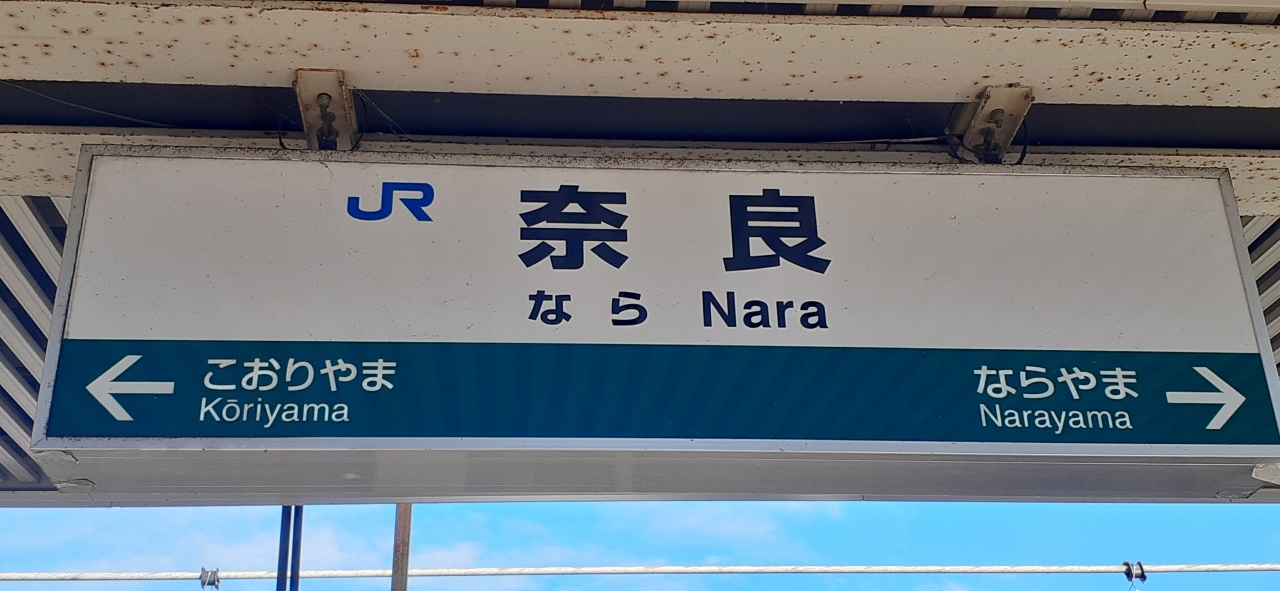 JR 奈良
なら Nara
← こおりやま
Kōriyama
ならやま →
Narayama